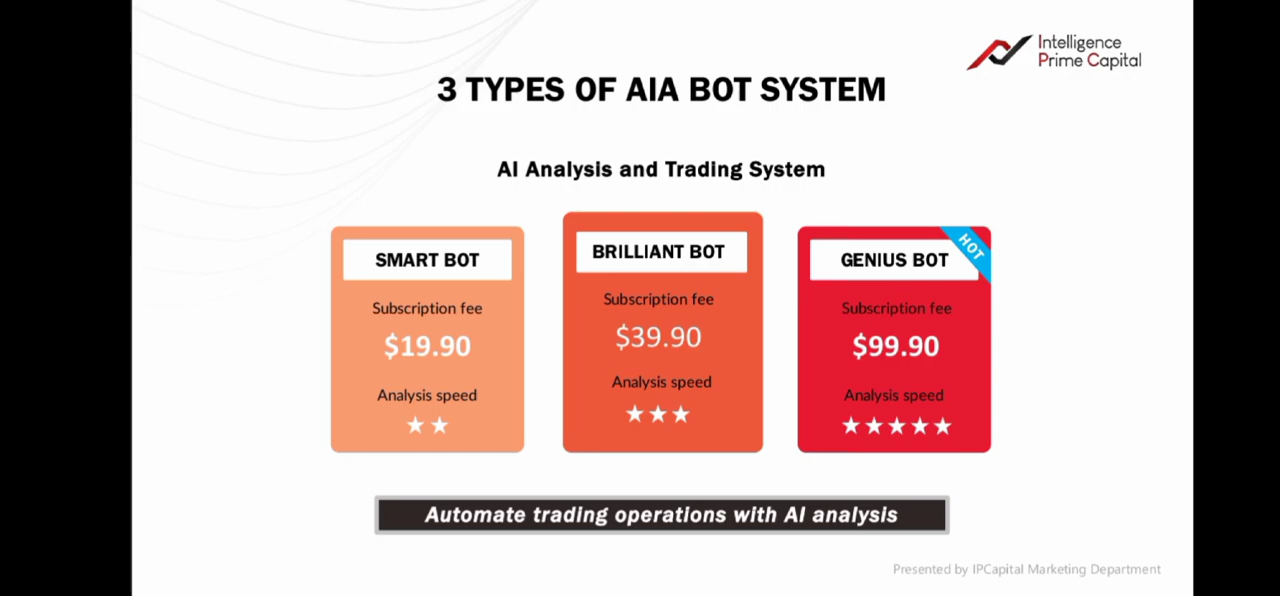 Intelligence
Prime Capital
3 TYPES OF AIA BOT SYSTEM
AI Analysis and Trading System
SMART BOT
Subscription fee
$19.90
Analysis speed
★★
BRILLIANT BOT
Subscription fee
$39.90
Analysis speed
★★★
GENIUS BOT
HOT
Subscription fee
$99.90
Analysis speed
★★★★★
Automate trading operations with AI analysis
Presented by IPCapital Marketing Department